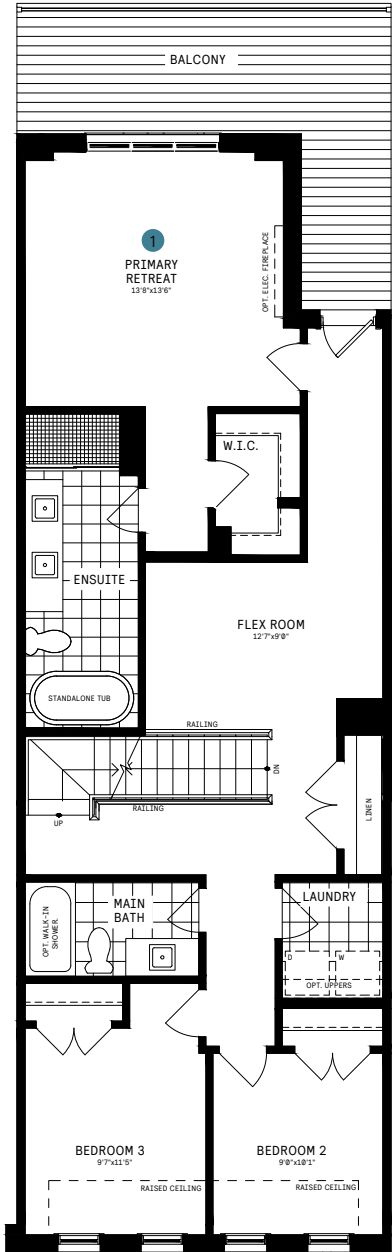 BALCONY
1
PRIMARY
RETREAT
13'8"x13'6"
OPT. ELEC. FIREPLACE
W.I.C.
ENSUITE
FLEX ROOM
12'7"x9'0"
STANDALONE TUB
RAILING
DN
RAILING
UP
LINEN
MAIN
BATH
OPT. WALK-IN
SHOWER
LAUNDRY
D
W
OPT. UPPERS
BEDROOM 3
9'7"x11'5"
BEDROOM 2
9'0"x10'1"
RAISED CEILING
RAISED CEILING